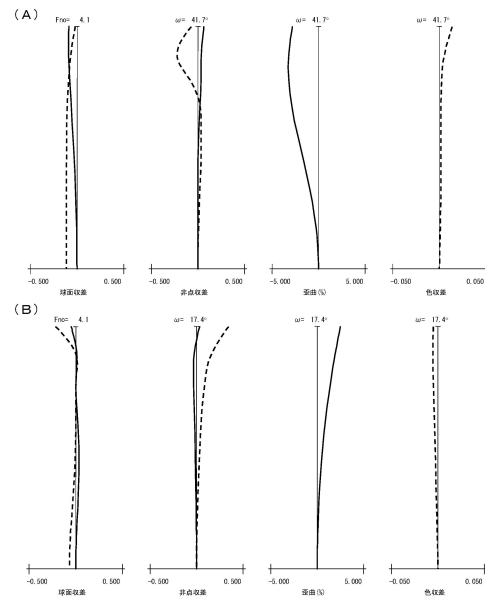 （A）
Fno= 4.1 ω= 41.7° ω= 41.7° ω= 41.7°
-0.500 0.500 -0.500 0.500 -5.000 5.000 -0.050 0.050
球面収差 非点収差 歪曲(%) 色収差
（B）
Fno= 4.1 ω= 17.4° ω= 17.4° ω= 17.4°
-0.500 0.500 -0.500 0.500 -5.000 5.000 -0.050 0.050
球面収差 非点収差 歪曲(%) 色収差